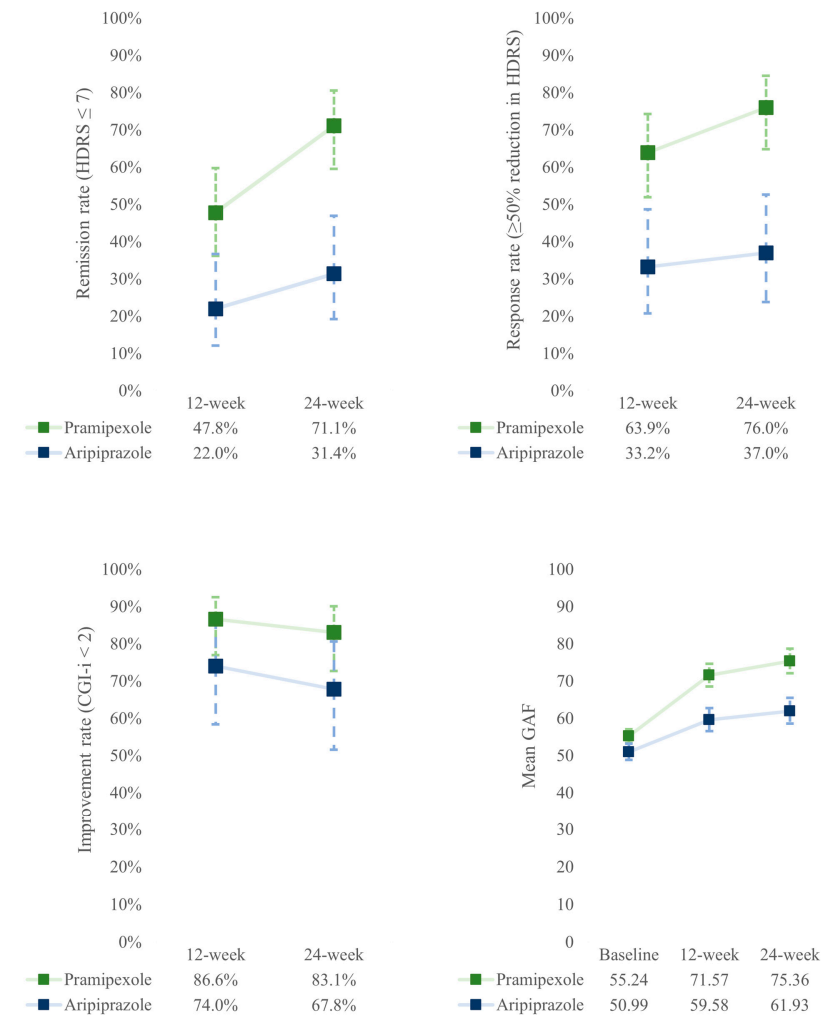 100%
90%
80%
70%
60%
50%
40%
30%
20%
10%
0%
Remission rate (HDRS ≤ 7)
12-week 24-week
Pramipexole 47.8% 71.1%
Aripiprazole 22.0% 31.4%
100%
90%
80%
70%
60%
50%
40%
30%
20%
10%
0%
Response rate (≥50% reduction in HDRS)
12-week 24-week
Pramipexole 63.9% 76.0%
Aripiprazole 33.2% 37.0%
100%
90%
80%
70%
60%
50%
40%
30%
20%
10%
0%
Improvement rate (CGI-i < 2)
12-week 24-week
Pramipexole 86.6% 83.1%
Aripiprazole 74.0% 67.8%
100
90
80
70
60
50
40
30
20
10
0
Mean GAF
Baseline 12-week 24-week
Pramipexole 55.24 71.57 75.36
Aripiprazole 50.99 59.58 61.93